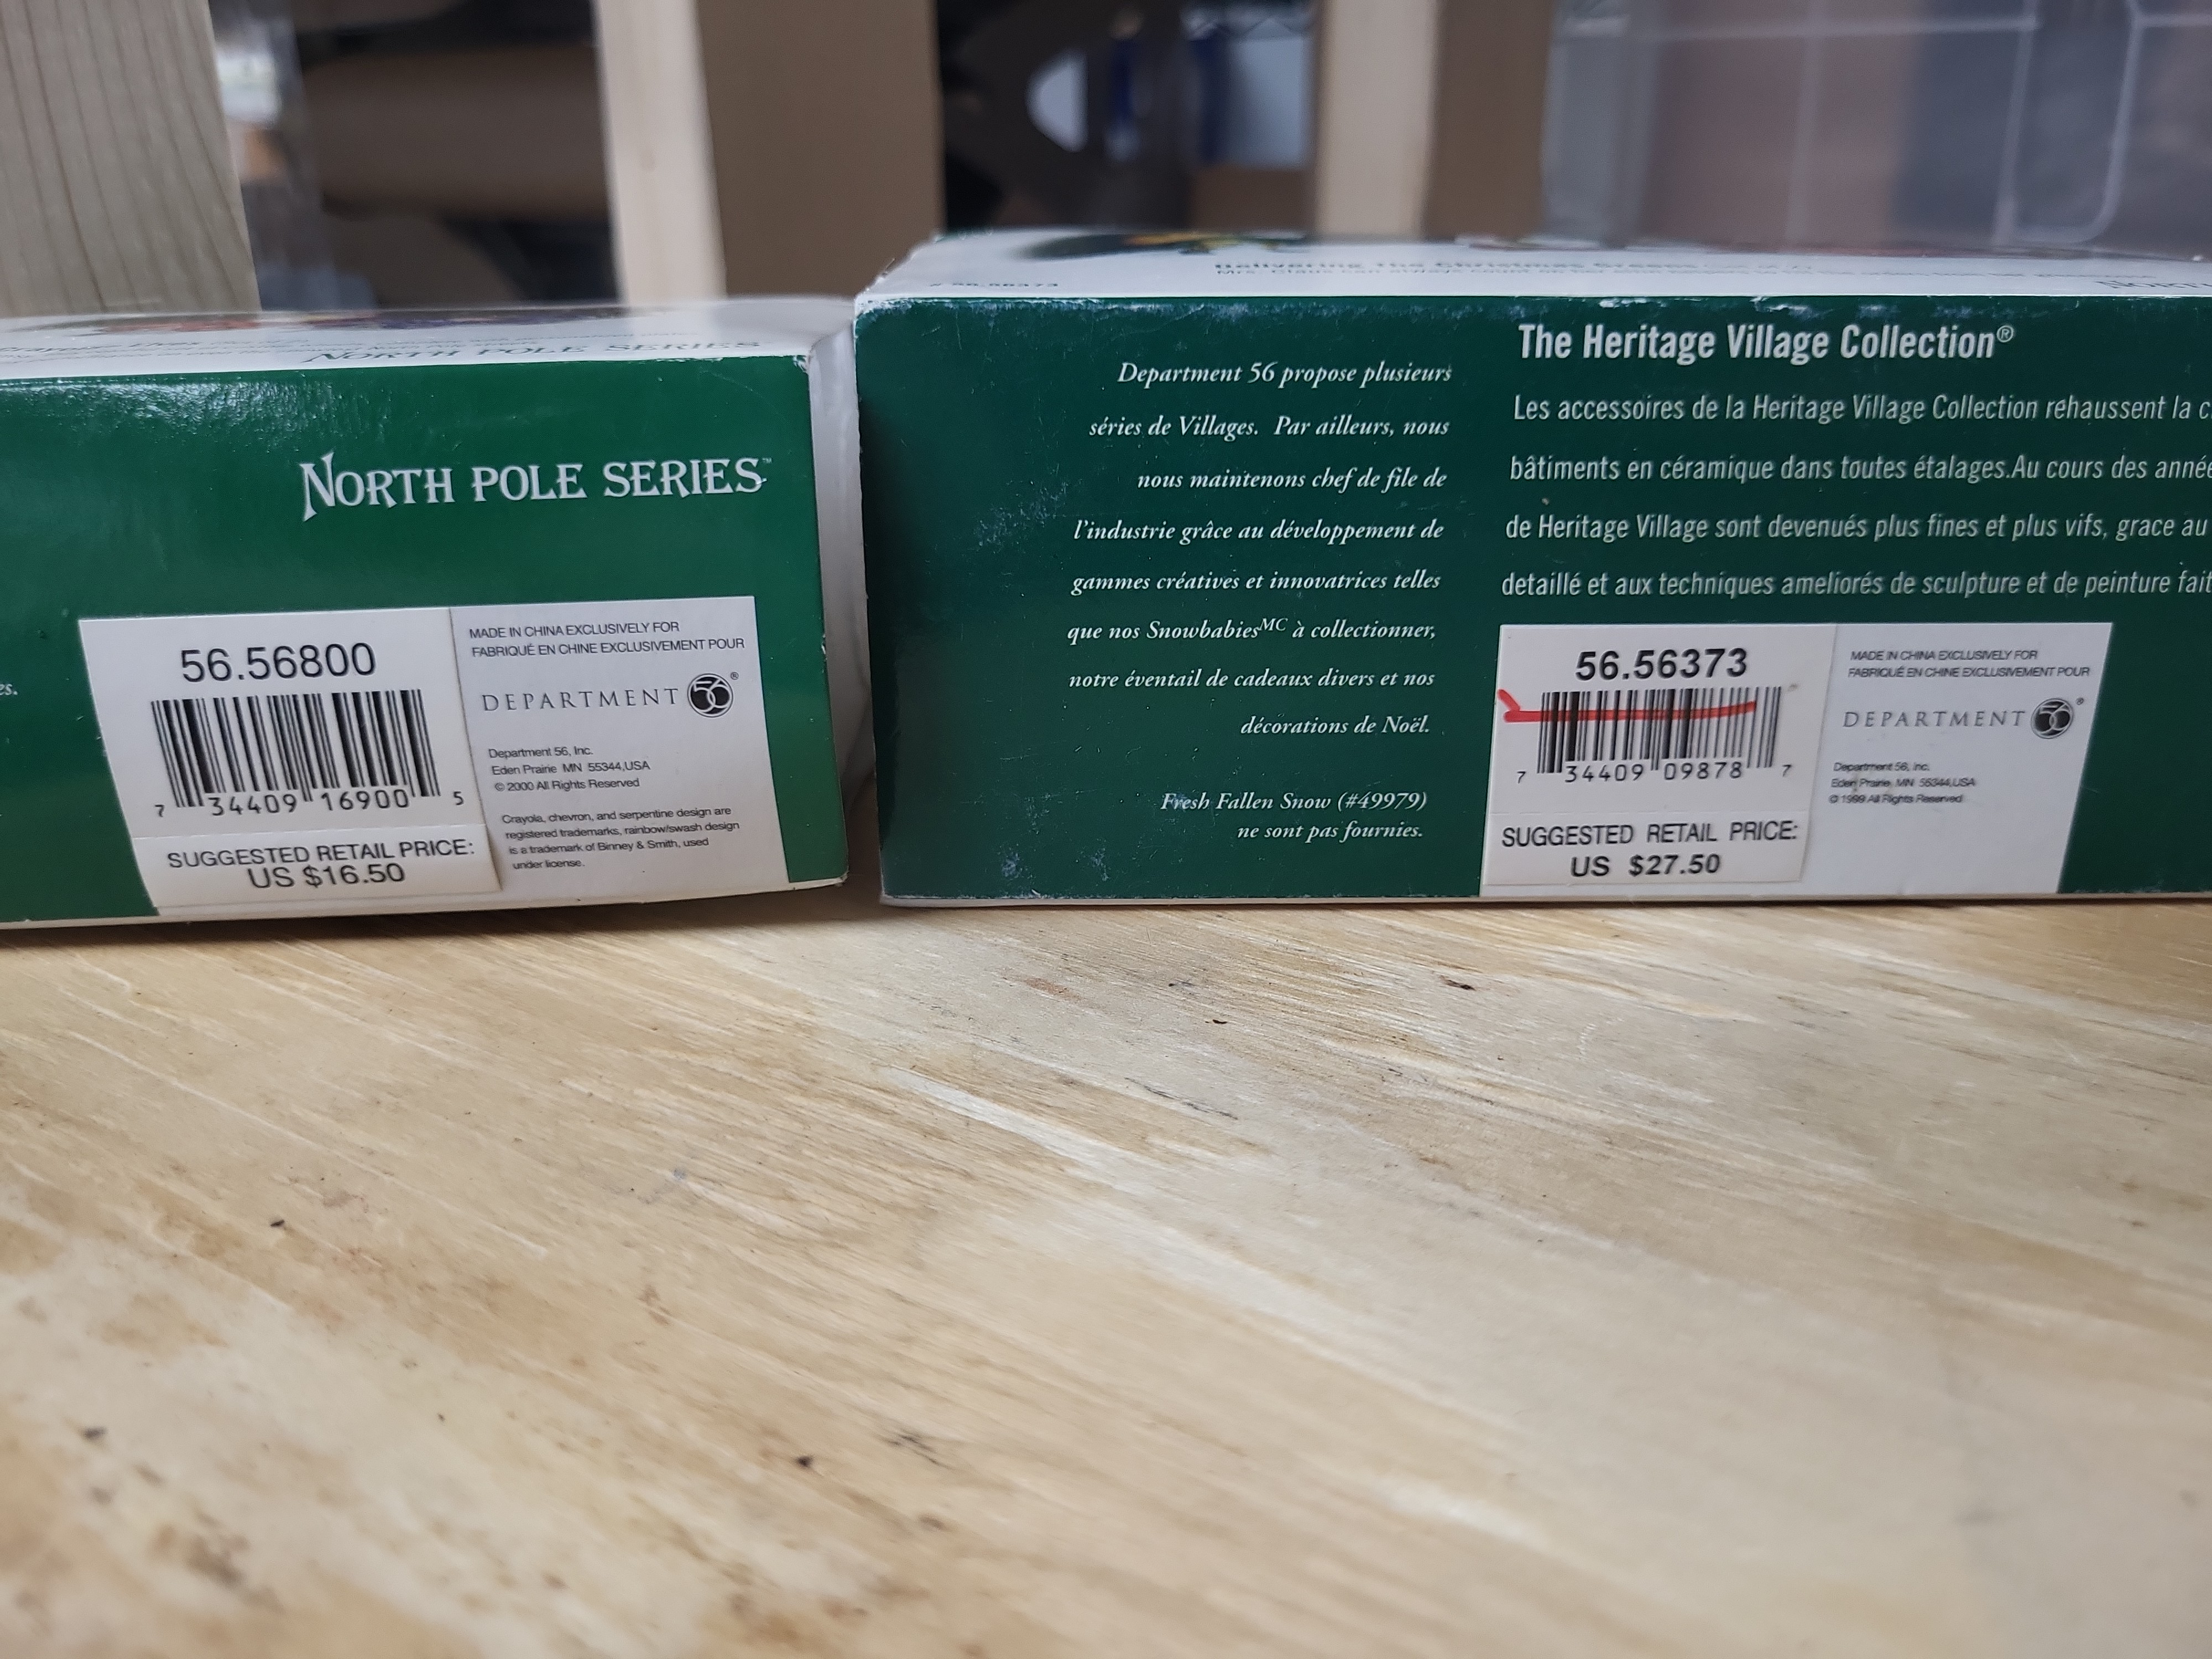 NORTH POLE SERIES
NORTH POLE SERIES™
es.
56.56800
7 34409 16900 5
SUGGESTED RETAIL PRICE:
US $16.50
MADE IN CHINA EXCLUSIVELY FOR
FABRIQUÉ EN CHINE EXCLUSIVEMENT POUR
DEPARTMENT 56®
Department 56, Inc.
Eden Prairie MN 55344,USA
© 2000 All Rights Reserved
Crayola, chevron, and serpentine design are
registered trademarks, rainbow/swash design
is a trademark of Binney & Smith, used
under license.
Delivering The Christmas Greens
Department 56 propose plusieurs
séries de Villages. Par ailleurs, nous
nous maintenons chef de file de
l'industrie grâce au développement de
gammes créatives et innovatrices telles
que nos Snowbabies MC à collectionner,
notre éventail de cadeaux divers et nos
décorations de Noël.
Fresh Fallen Snow (#49979)
ne sont pas fournies.
The Heritage Village Collection®
Les accessoires de la Heritage Village Collection rehaussent la c
bâtiments en céramique dans toutes étalages.Au cours des anné
de Heritage Village sont devenués plus fines et plus vifs, grace au
detaillé et aux techniques ameliorés de sculpture et de peinture fait
56.56373
7 34409 09878 7
SUGGESTED RETAIL PRICE:
US $27.50
MADE IN CHINA EXCLUSIVELY FOR
FABRIQUÉ EN CHINE EXCLUSIVEMENT POUR
DEPARTMENT 56®
Department 56, Inc.
Eden Prairie, MN 55344,USA
© 1999 All Rights Reserved